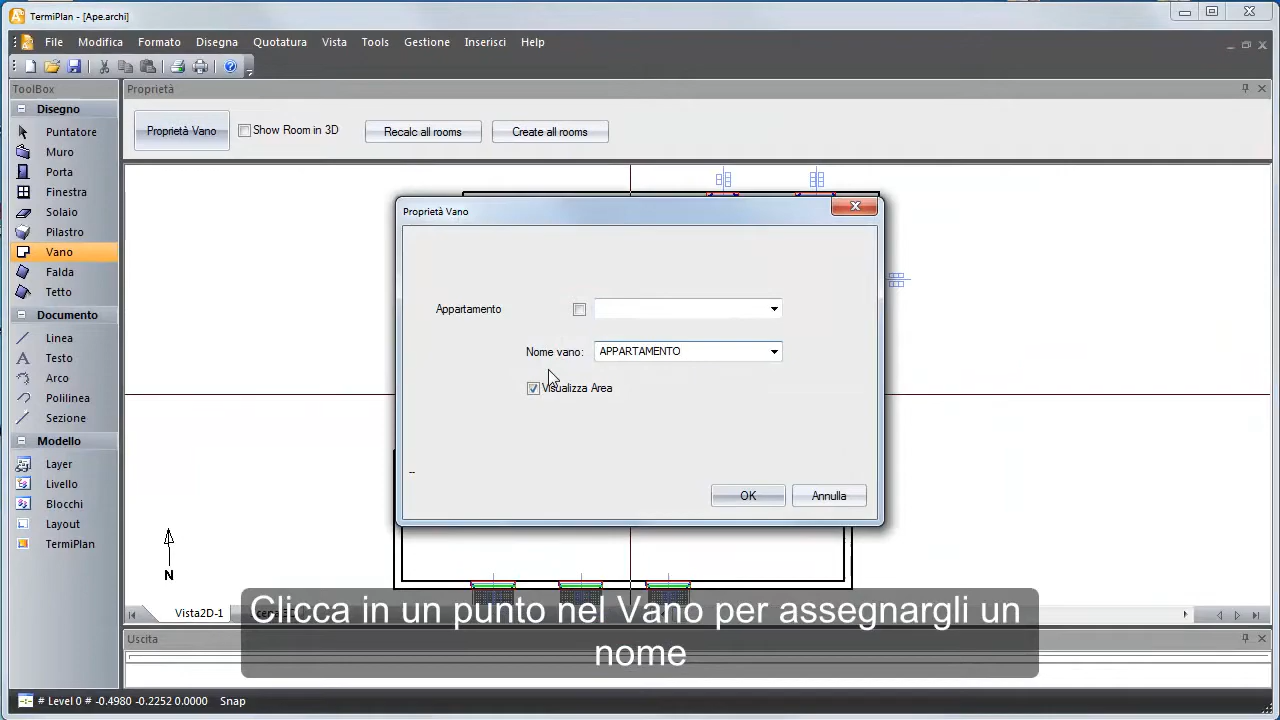 TermiPlan - [Ape.archi]
File Modifica Formato Disegna Quotatura Vista Tools Gestione Inserisci Help
ToolBox
Disegno
Puntatore
Muro
Porta
Finestra
Solaio
Pilastro
Vano
Falda
Tetto
Documento
Linea
Testo
Arco
Polilinea
Sezione
Modello
Layer
Livello
Blocchi
Layout
TermiPlan
Proprietà
Proprietà Vano
Show Room in 3D
Recalc all rooms
Create all rooms
Proprietà Vano
Appartamento
Nome vano: APPARTAMENTO
Visualizza Area
--
OK Annulla
N
Vista2D-1
Uscita
Clicca in un punto nel Vano per assegnargli un
nome
# Level 0 # -0.4980 -0.2252 0.0000 Snap